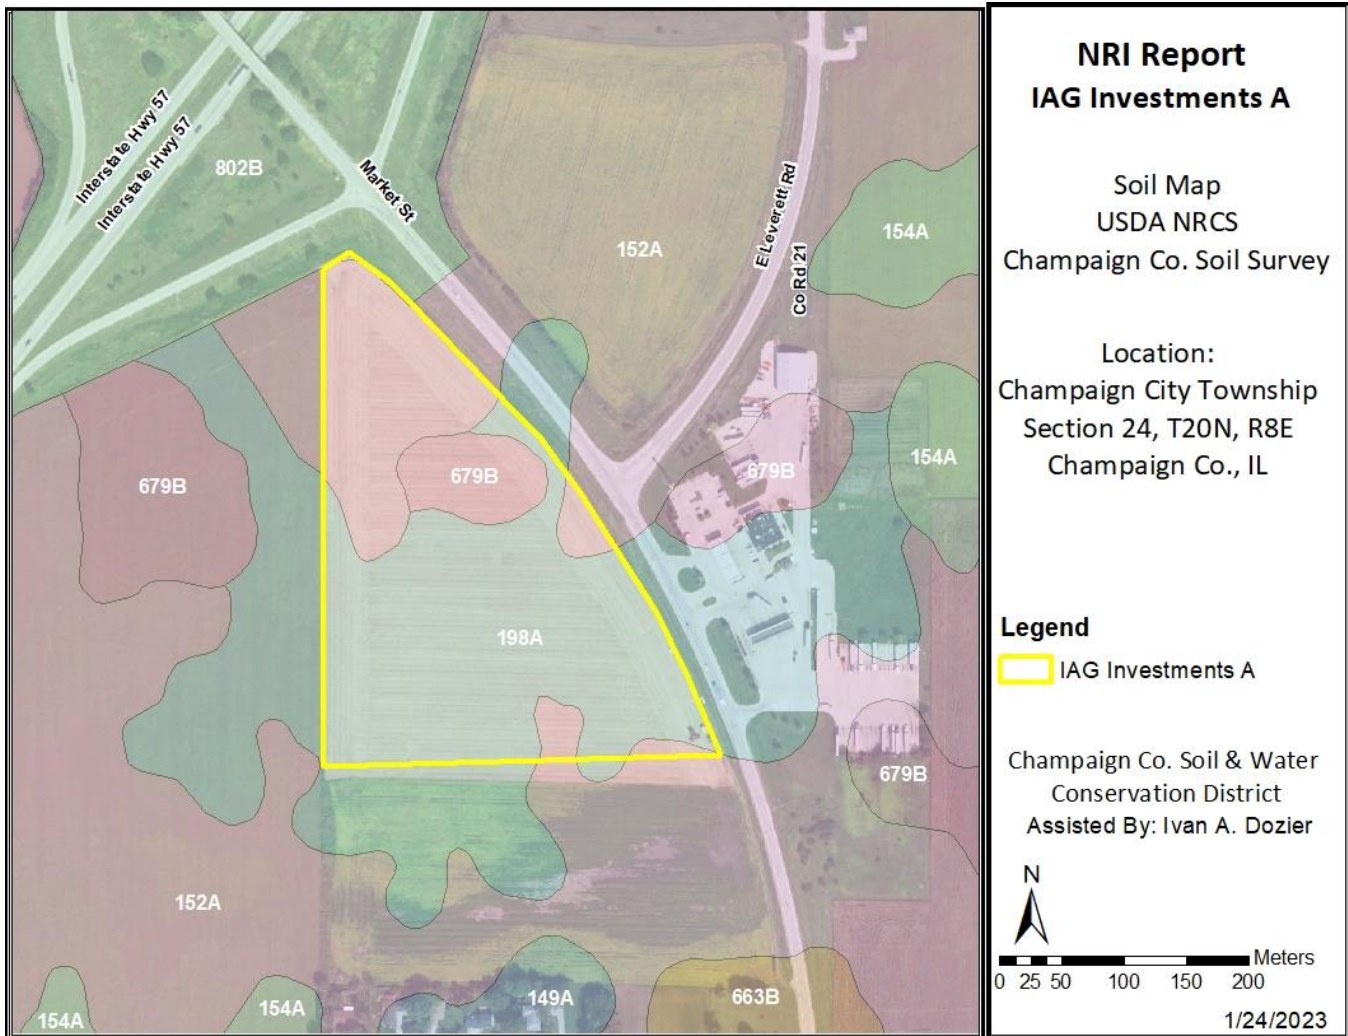 Interstate Hwy 57
Interstate Hwy 57
802B
Market St
152A
E Leverett Rd
Co Rd 21
154A
679B
679B
679B
154A
198A
679B
152A
154A
154A
149A
663B
NRI Report
IAG Investments A
Soil Map
USDA NRCS
Champaign Co. Soil Survey
Location:
Champaign City Township
Section 24, T20N, R8E
Champaign Co., IL
Legend
IAG Investments A
Champaign Co. Soil & Water
Conservation District
Assisted By: Ivan A. Dozier
N
Meters
0 25 50 100 150 200
1/24/2023